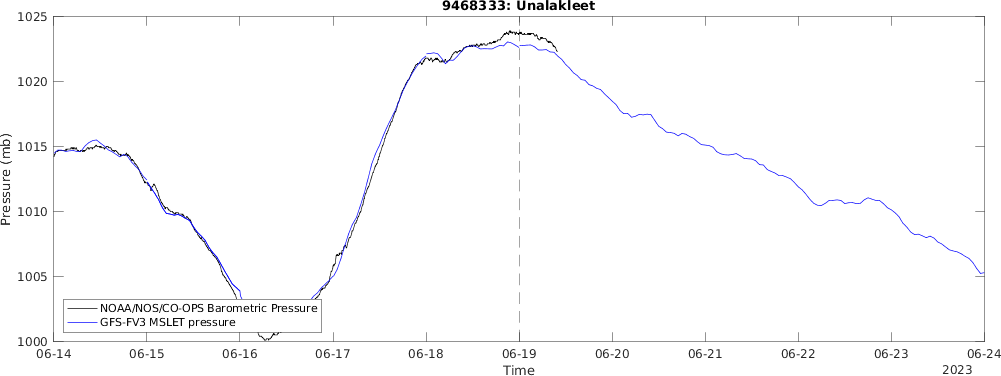 9468333: Unalakleet
1025
1020
1015
1010
1005
1000
Pressure (mb)
NOAA/NOS/CO-OPS Barometric Pressure
GFS-FV3 MSLET pressure
06-14 06-15 06-16 06-17 06-18 06-19 06-20 06-21 06-22 06-23 06-24
Time
2023